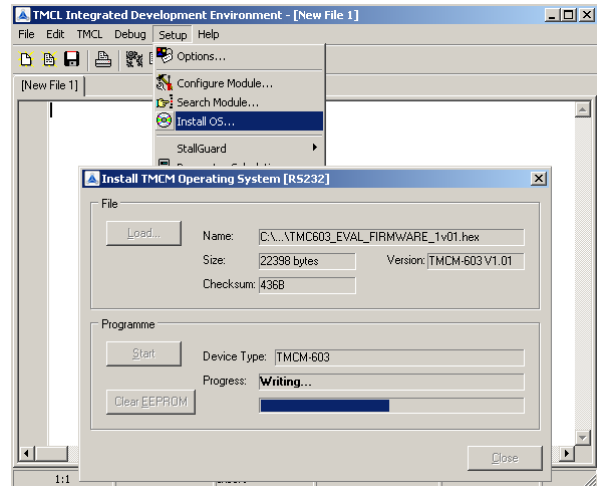 TMCL Integrated Development Environment - [New File 1]
File Edit TMCL Debug Setup Help
Options...
[New File 1]
Configure Module...
Search Module...
Install OS...
StallGuard
Install TMCM Operating System [RS232]
File
Load...
Name: C:\...\TMC603_EVAL_FIRMWARE_1v01.hex
Size: 22398 bytes Version: TMCM-603 V1.01
Checksum: 436B
Programme
Start
Device Type: TMCM-603
Progress: Writing...
Clear EEPROM
Close
1:1